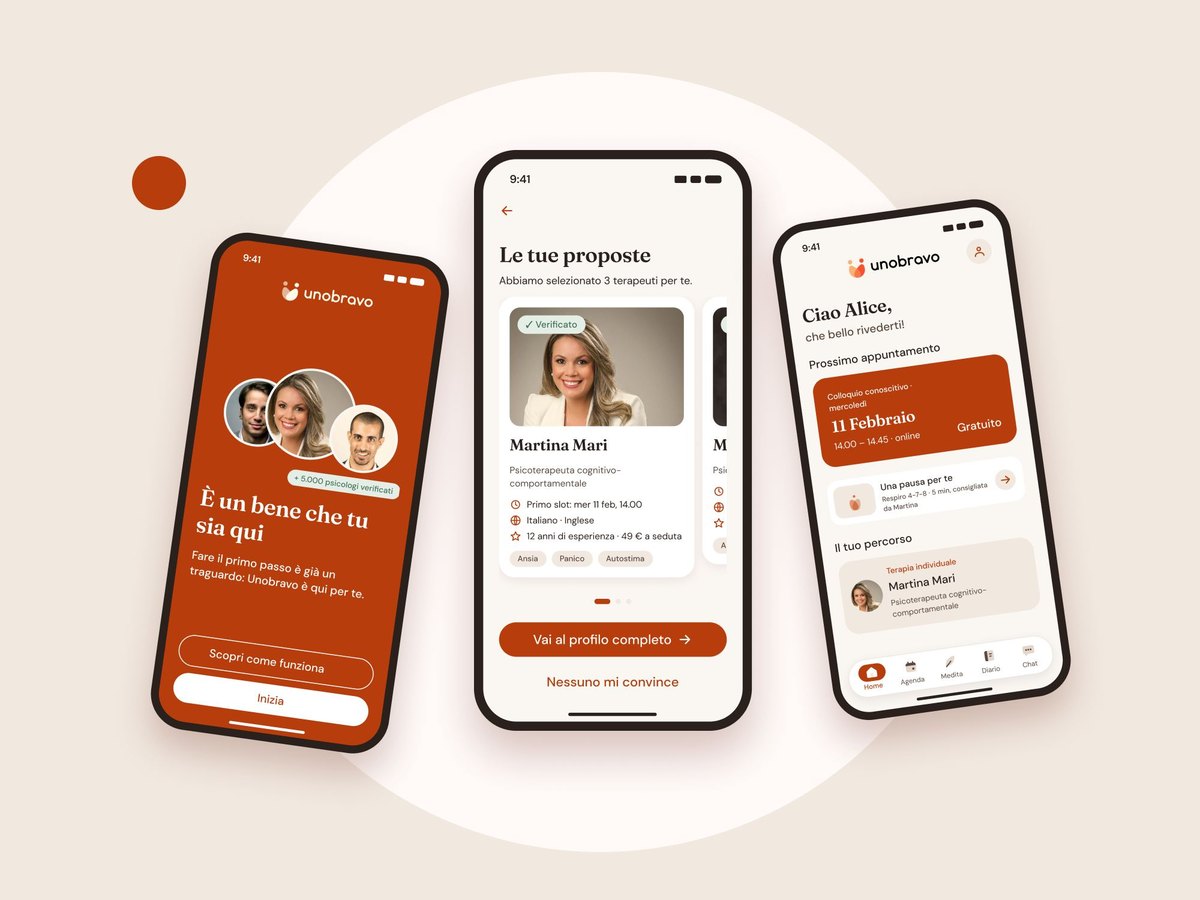 9:41
unobravo
+ 5.000 psicologi verificati
È un bene che tu
sia qui
Fare il primo passo è già un
traguardo: Unobravo è qui per te.
Scopri come funziona
Inizia
9:41
Le tue proposte
Abbiamo selezionato 3 terapeuti per te.
✓ Verificato
Martina Mari
Psicoterapeuta cognitivo-
comportamentale
Primo slot: mer 11 feb, 14.00
Italiano · Inglese
12 anni di esperienza · 49 € a seduta
Ansia
Panico
Autostima
M
Psi
A
Vai al profilo completo →
Nessuno mi convince
9:41
unobravo
Ciao Alice,
che bello rivederti!
Prossimo appuntamento
Colloquio conoscitivo ·
mercoledì
11 Febbraio
14.00 – 14.45 · online
Gratuito
Una pausa per te
Respiro 4-7-8 · 5 min, consigliata
da Martina
Il tuo percorso
Terapia individuale
Martina Mari
Psicoterapeuta cognitivo-
comportamentale
Home
Agenda
Medita
Diario
Chat